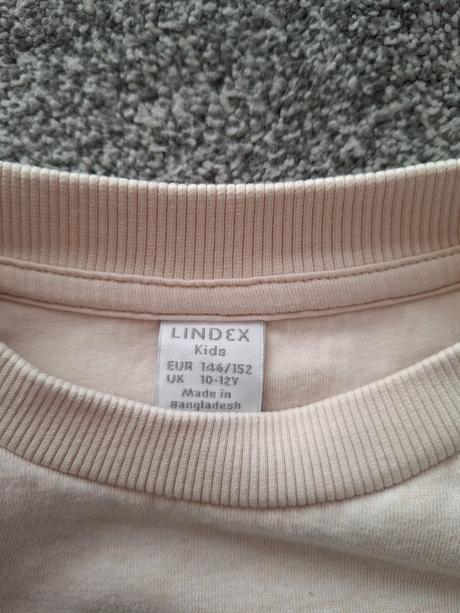 LINDEX
Kids
EUR 146/152
UK 10-12Y
Made in
Bangladesh